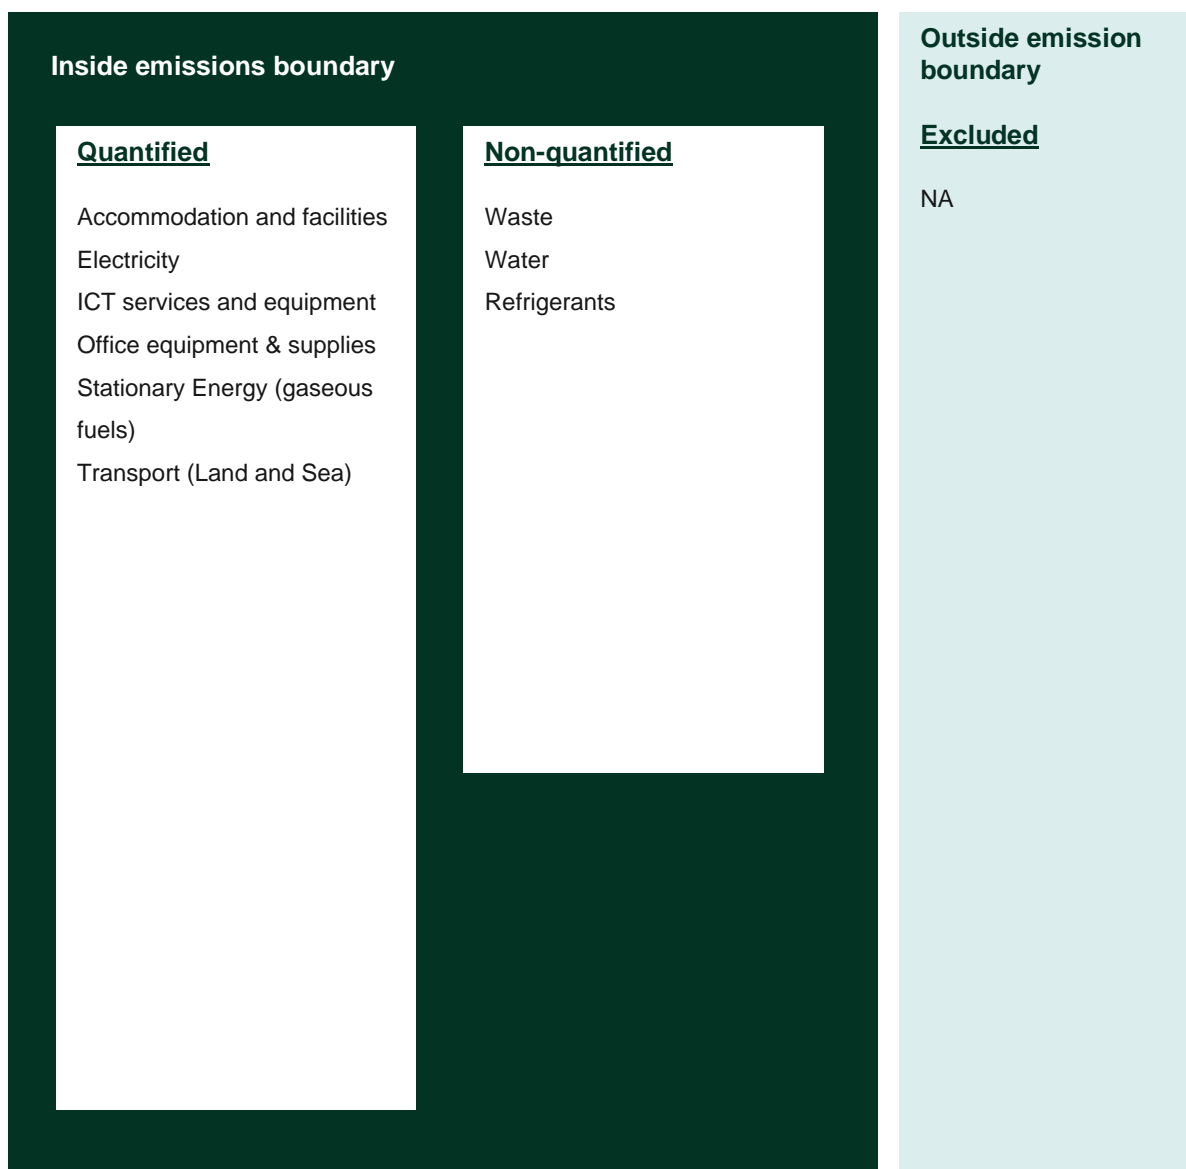 Inside emissions boundary
Quantified
Accommodation and facilities
Electricity
ICT services and equipment
Office equipment & supplies
Stationary Energy (gaseous
fuels)
Transport (Land and Sea)
Non-quantified
Waste
Water
Refrigerants
Outside emission
boundary
Excluded
NA